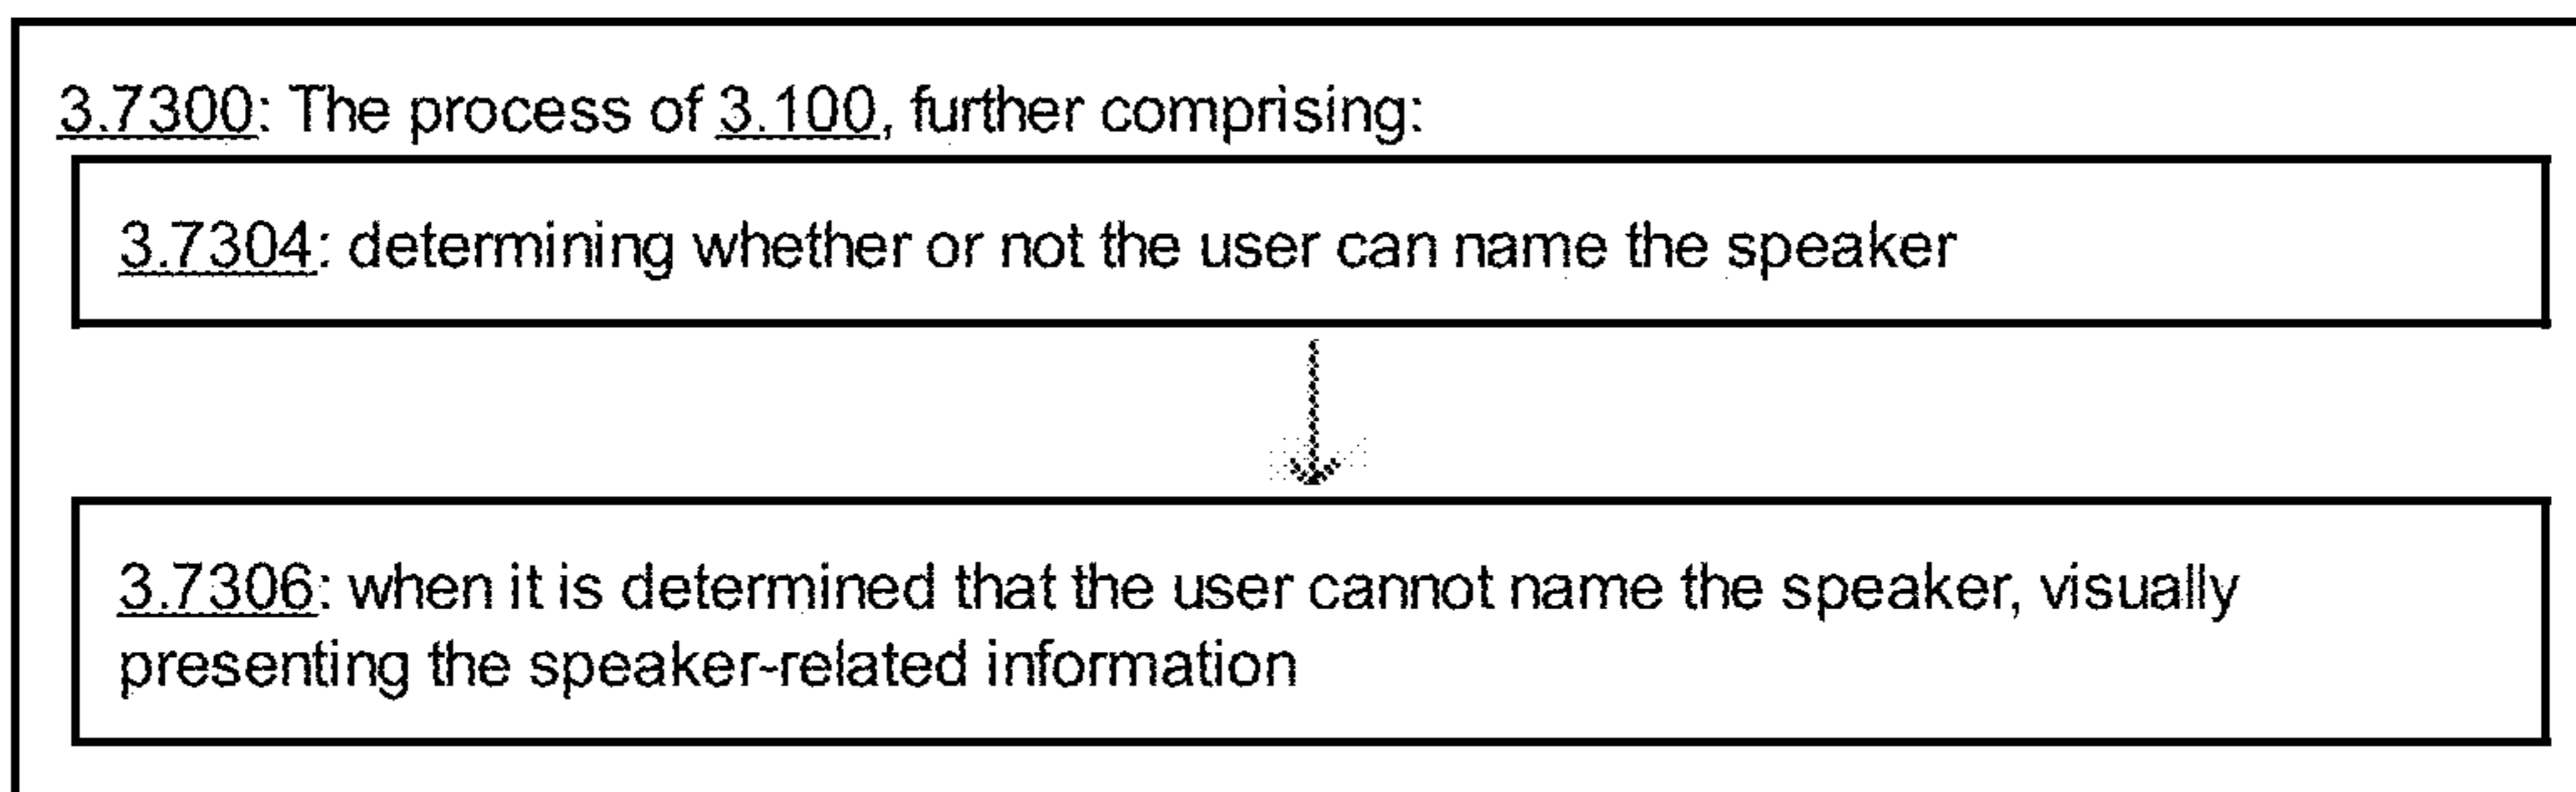 3.7300: The process of 3.100, further comprising:
3.7304: determining whether or not the user can name the speaker
3.7306: when it is determined that the user cannot name the speaker, visually
presenting the speaker-related information